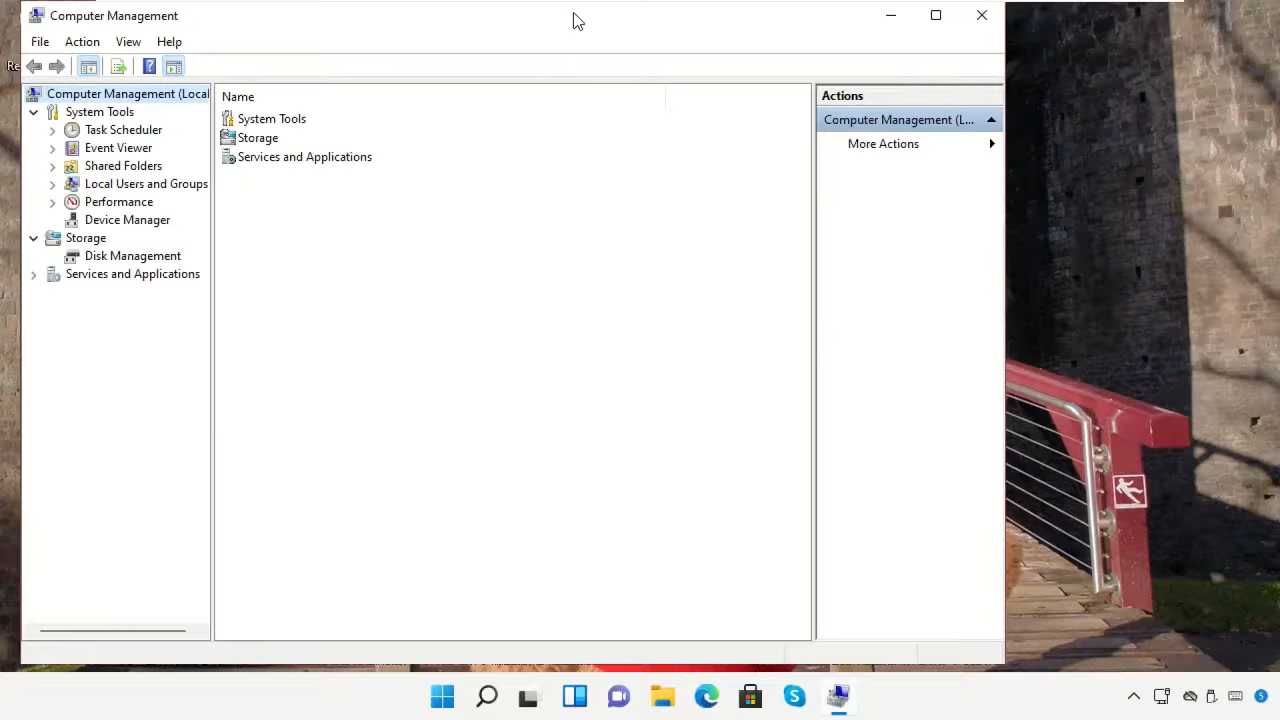 Computer Management
File Action View Help
Re
Computer Management (Local
System Tools
Task Scheduler
Event Viewer
Shared Folders
Local Users and Groups
Performance
Device Manager
Storage
Disk Management
Services and Applications
Name
System Tools
Storage
Services and Applications
Actions
Computer Management (L...
More Actions
5